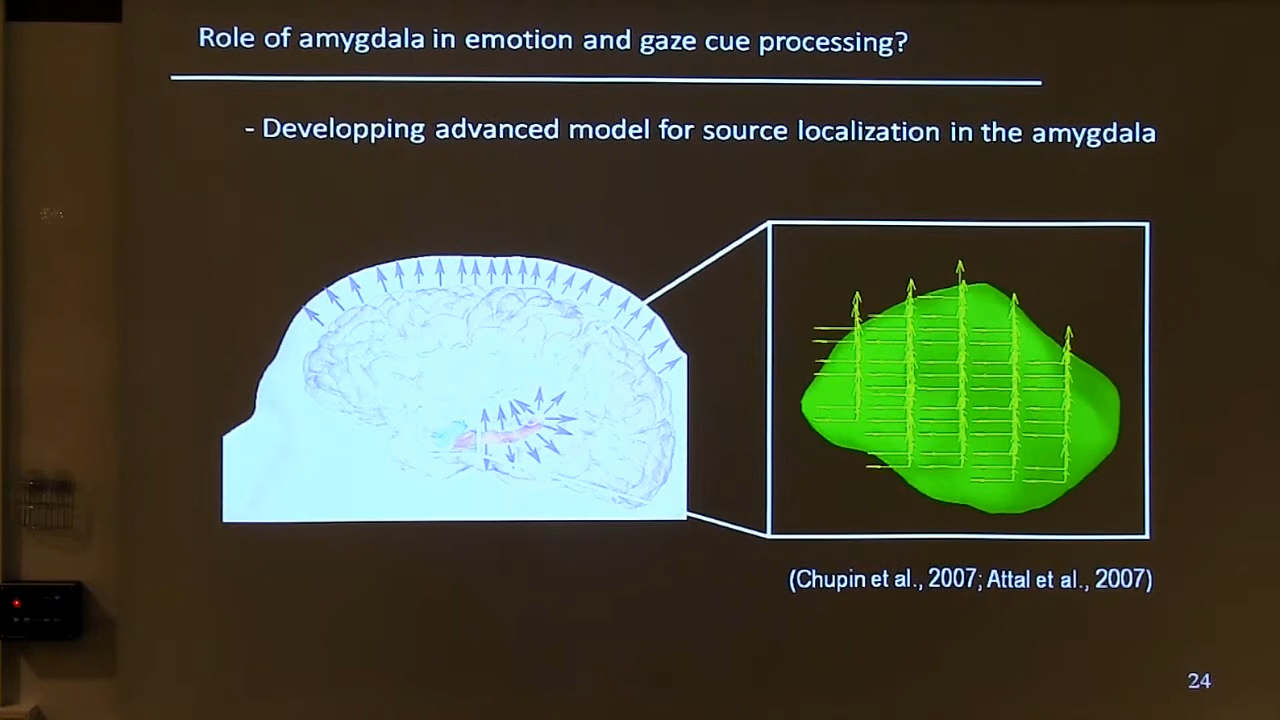 Role of amygdala in emotion and gaze cue processing?
- Developping advanced model for source localization in the amygdala
(Chupin et al., 2007; Attal et al., 2007)
24